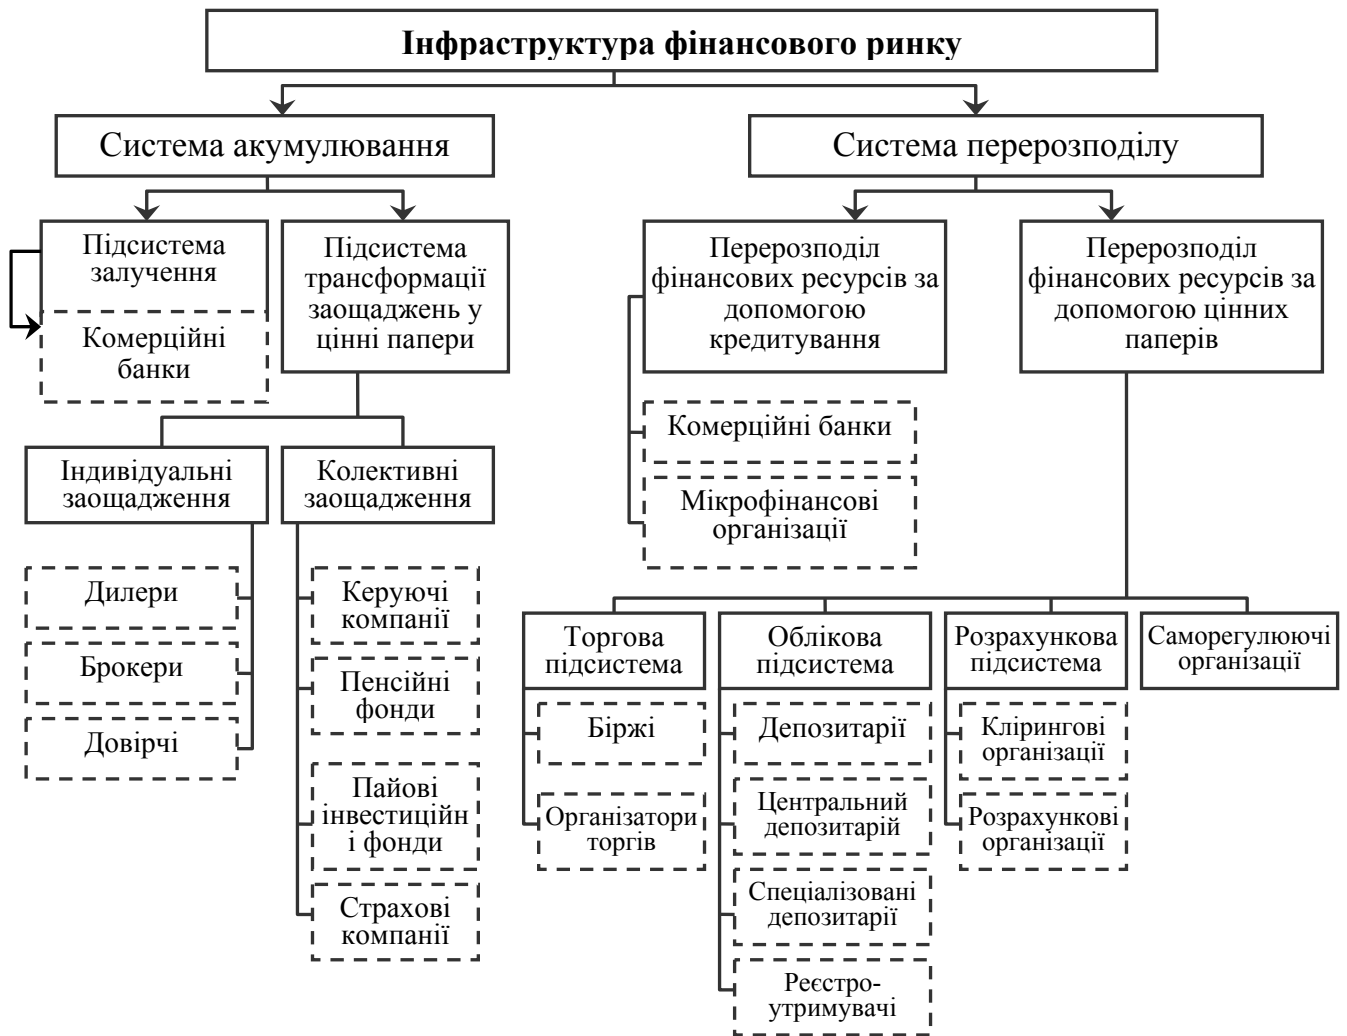 Інфраструктура фінансового ринку
Система акумулювання
Система перерозподілу
Підсистема
залучення
Комерційні
банки
Підсистема
трансформації
заощаджень у
цінні папери
Перерозподіл
фінансових ресурсів за
допомогою
кредитування
Перерозподіл
фінансових ресурсів за
допомогою цінних
паперів
Індивідуальні
заощадження
Колективні
заощадження
Комерційні банки
Мікрофінансові
організації
Дилери
Брокери
Довірчі
Керуючі
компанії
Пенсійні
фонди
Пайові
інвестиційн
і фонди
Страхові
компанії
Торгова
підсистема
Облікова
підсистема
Розрахункова
підсистема
Саморегулюючі
організації
Біржі
Організатори
торгів
Депозитарії
Центральний
депозитарій
Спеціалізовані
депозитарії
Реєстро-
утримувачі
Клірингові
організації
Розрахункові
організації